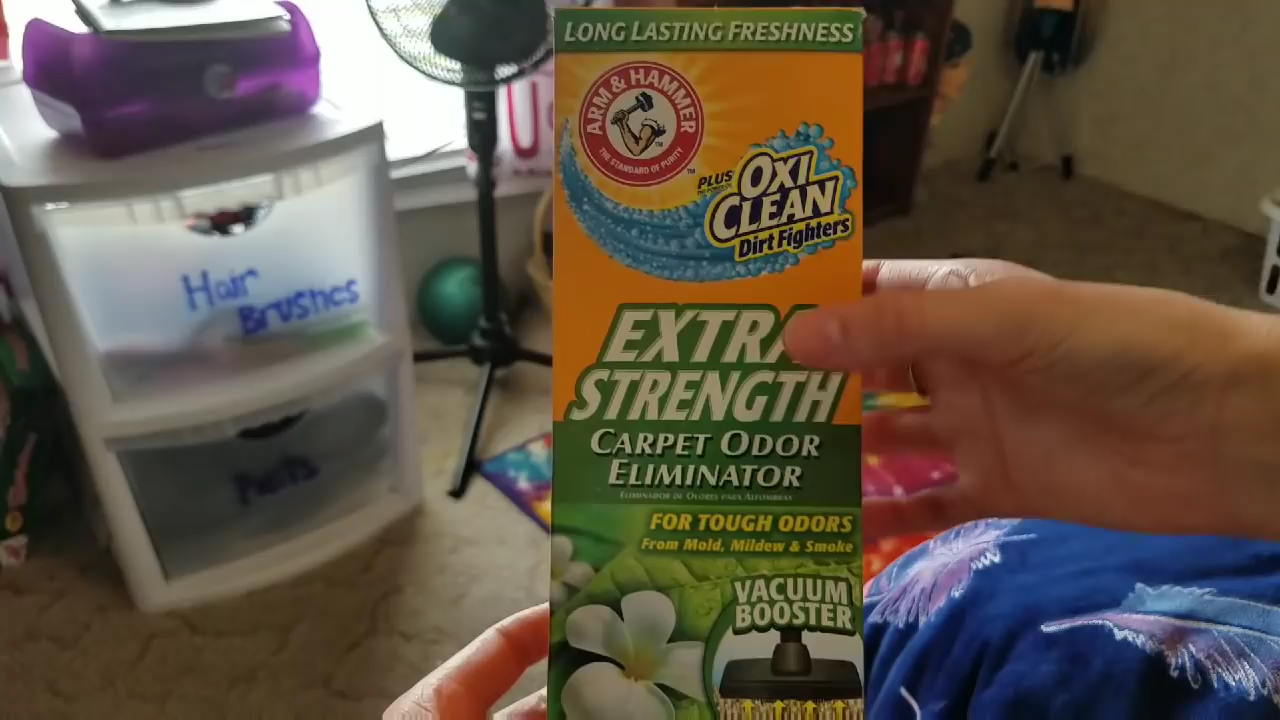 LONG LASTING FRESHNESS
ARM & HAMMER
THE STANDARD OF PURITY
TM
PLUS
OXI
CLEAN
Dirt Fighters
EXTRA
STRENGTH
CARPET ODOR
ELIMINATOR
ELIMINADOR DE OLORES PARA ALFOMBRAS
FOR TOUGH ODORS
From Mold, Mildew & Smoke
VACUUM
BOOSTER
Hair
Brushes